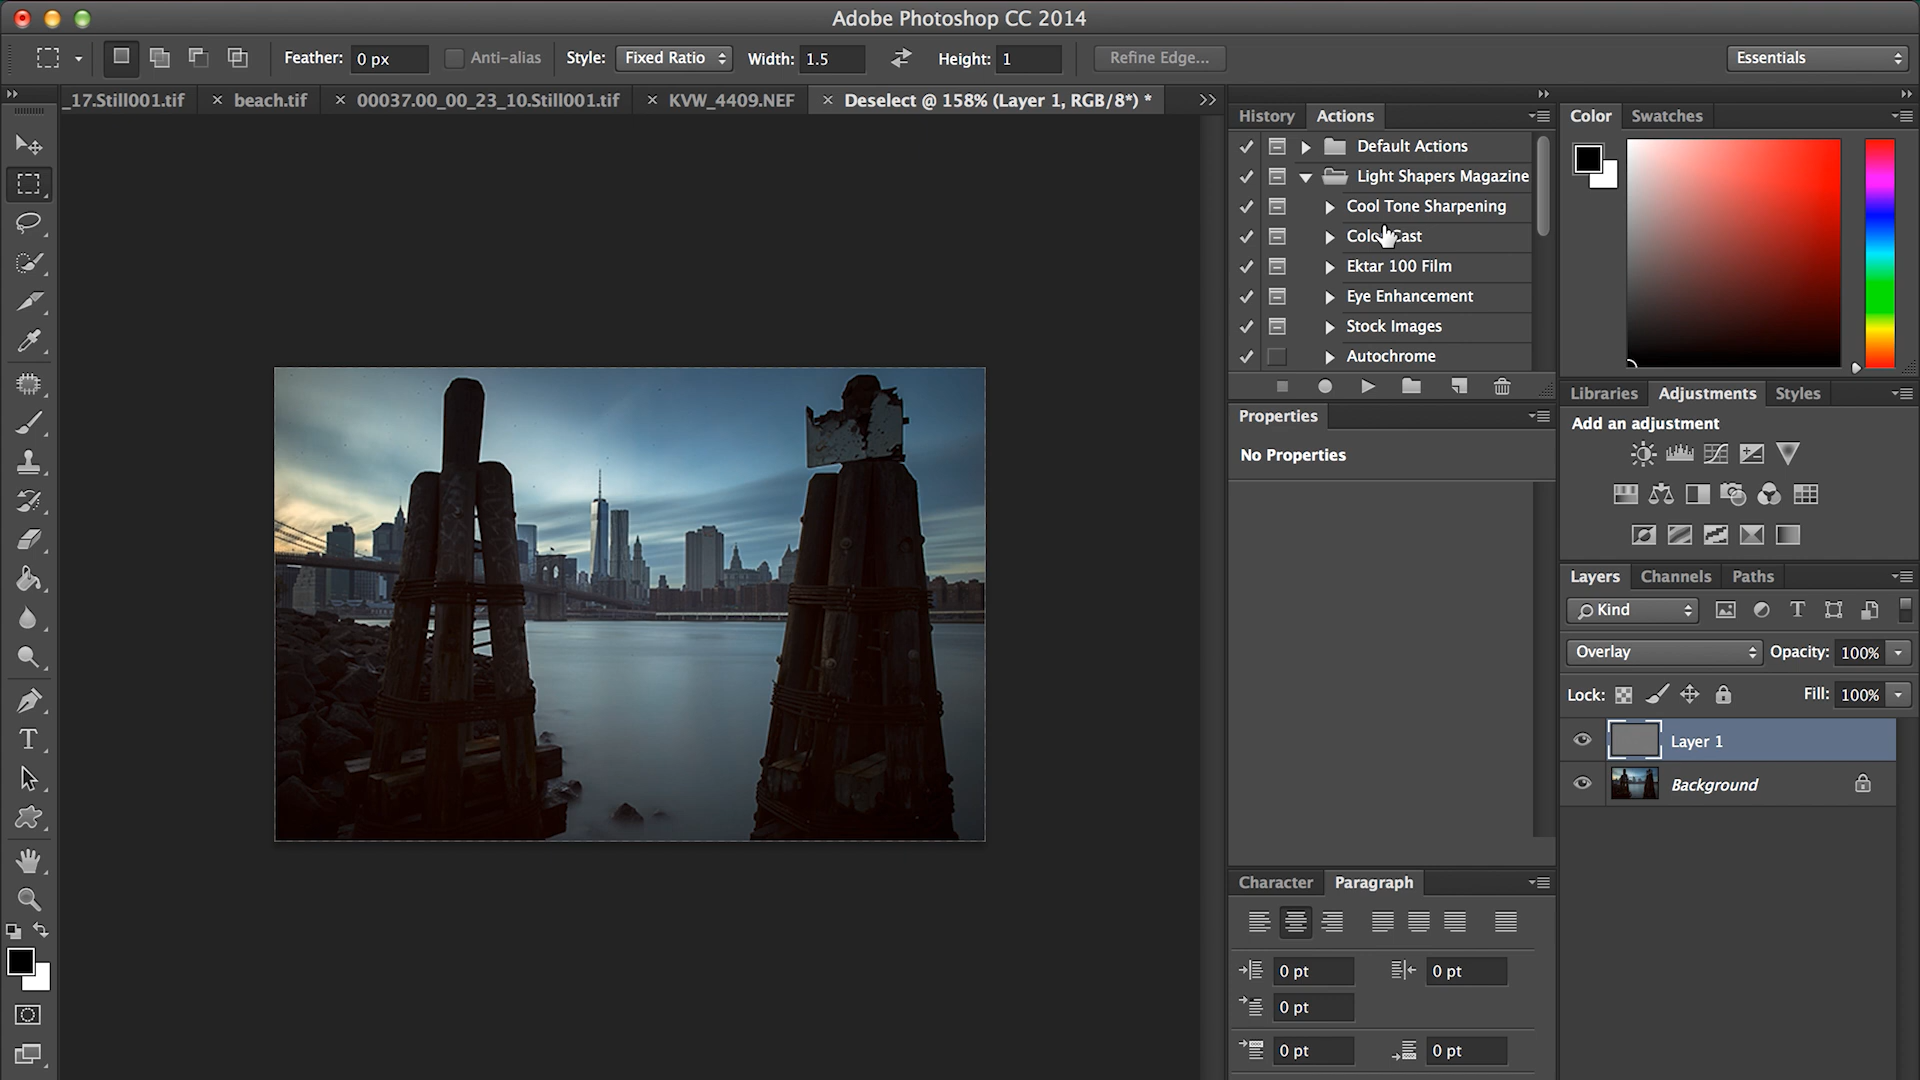 Adobe Photoshop CC 2014
Feather: 0 px Anti-alias Style: Fixed Ratio Width: 1.5 Height: 1 Refine Edge... Essentials
_17.Still001.tif × beach.tif × 00037.00_00_23_10.Still001.tif × KVW_4409.NEF × Deselect @ 158% (Layer 1, RGB/8*) *
History Actions
Default Actions
Light Shapers Magazine
Cool Tone Sharpening
Color Cast
Ektar 100 Film
Eye Enhancement
Stock Images
Autochrome
Properties
No Properties
Character Paragraph
0 pt 0 pt
0 pt
0 pt 0 pt
Color Swatches
Libraries Adjustments Styles
Add an adjustment
Layers Channels Paths
Kind
Overlay Opacity: 100%
Lock: Fill: 100%
Layer 1
Background